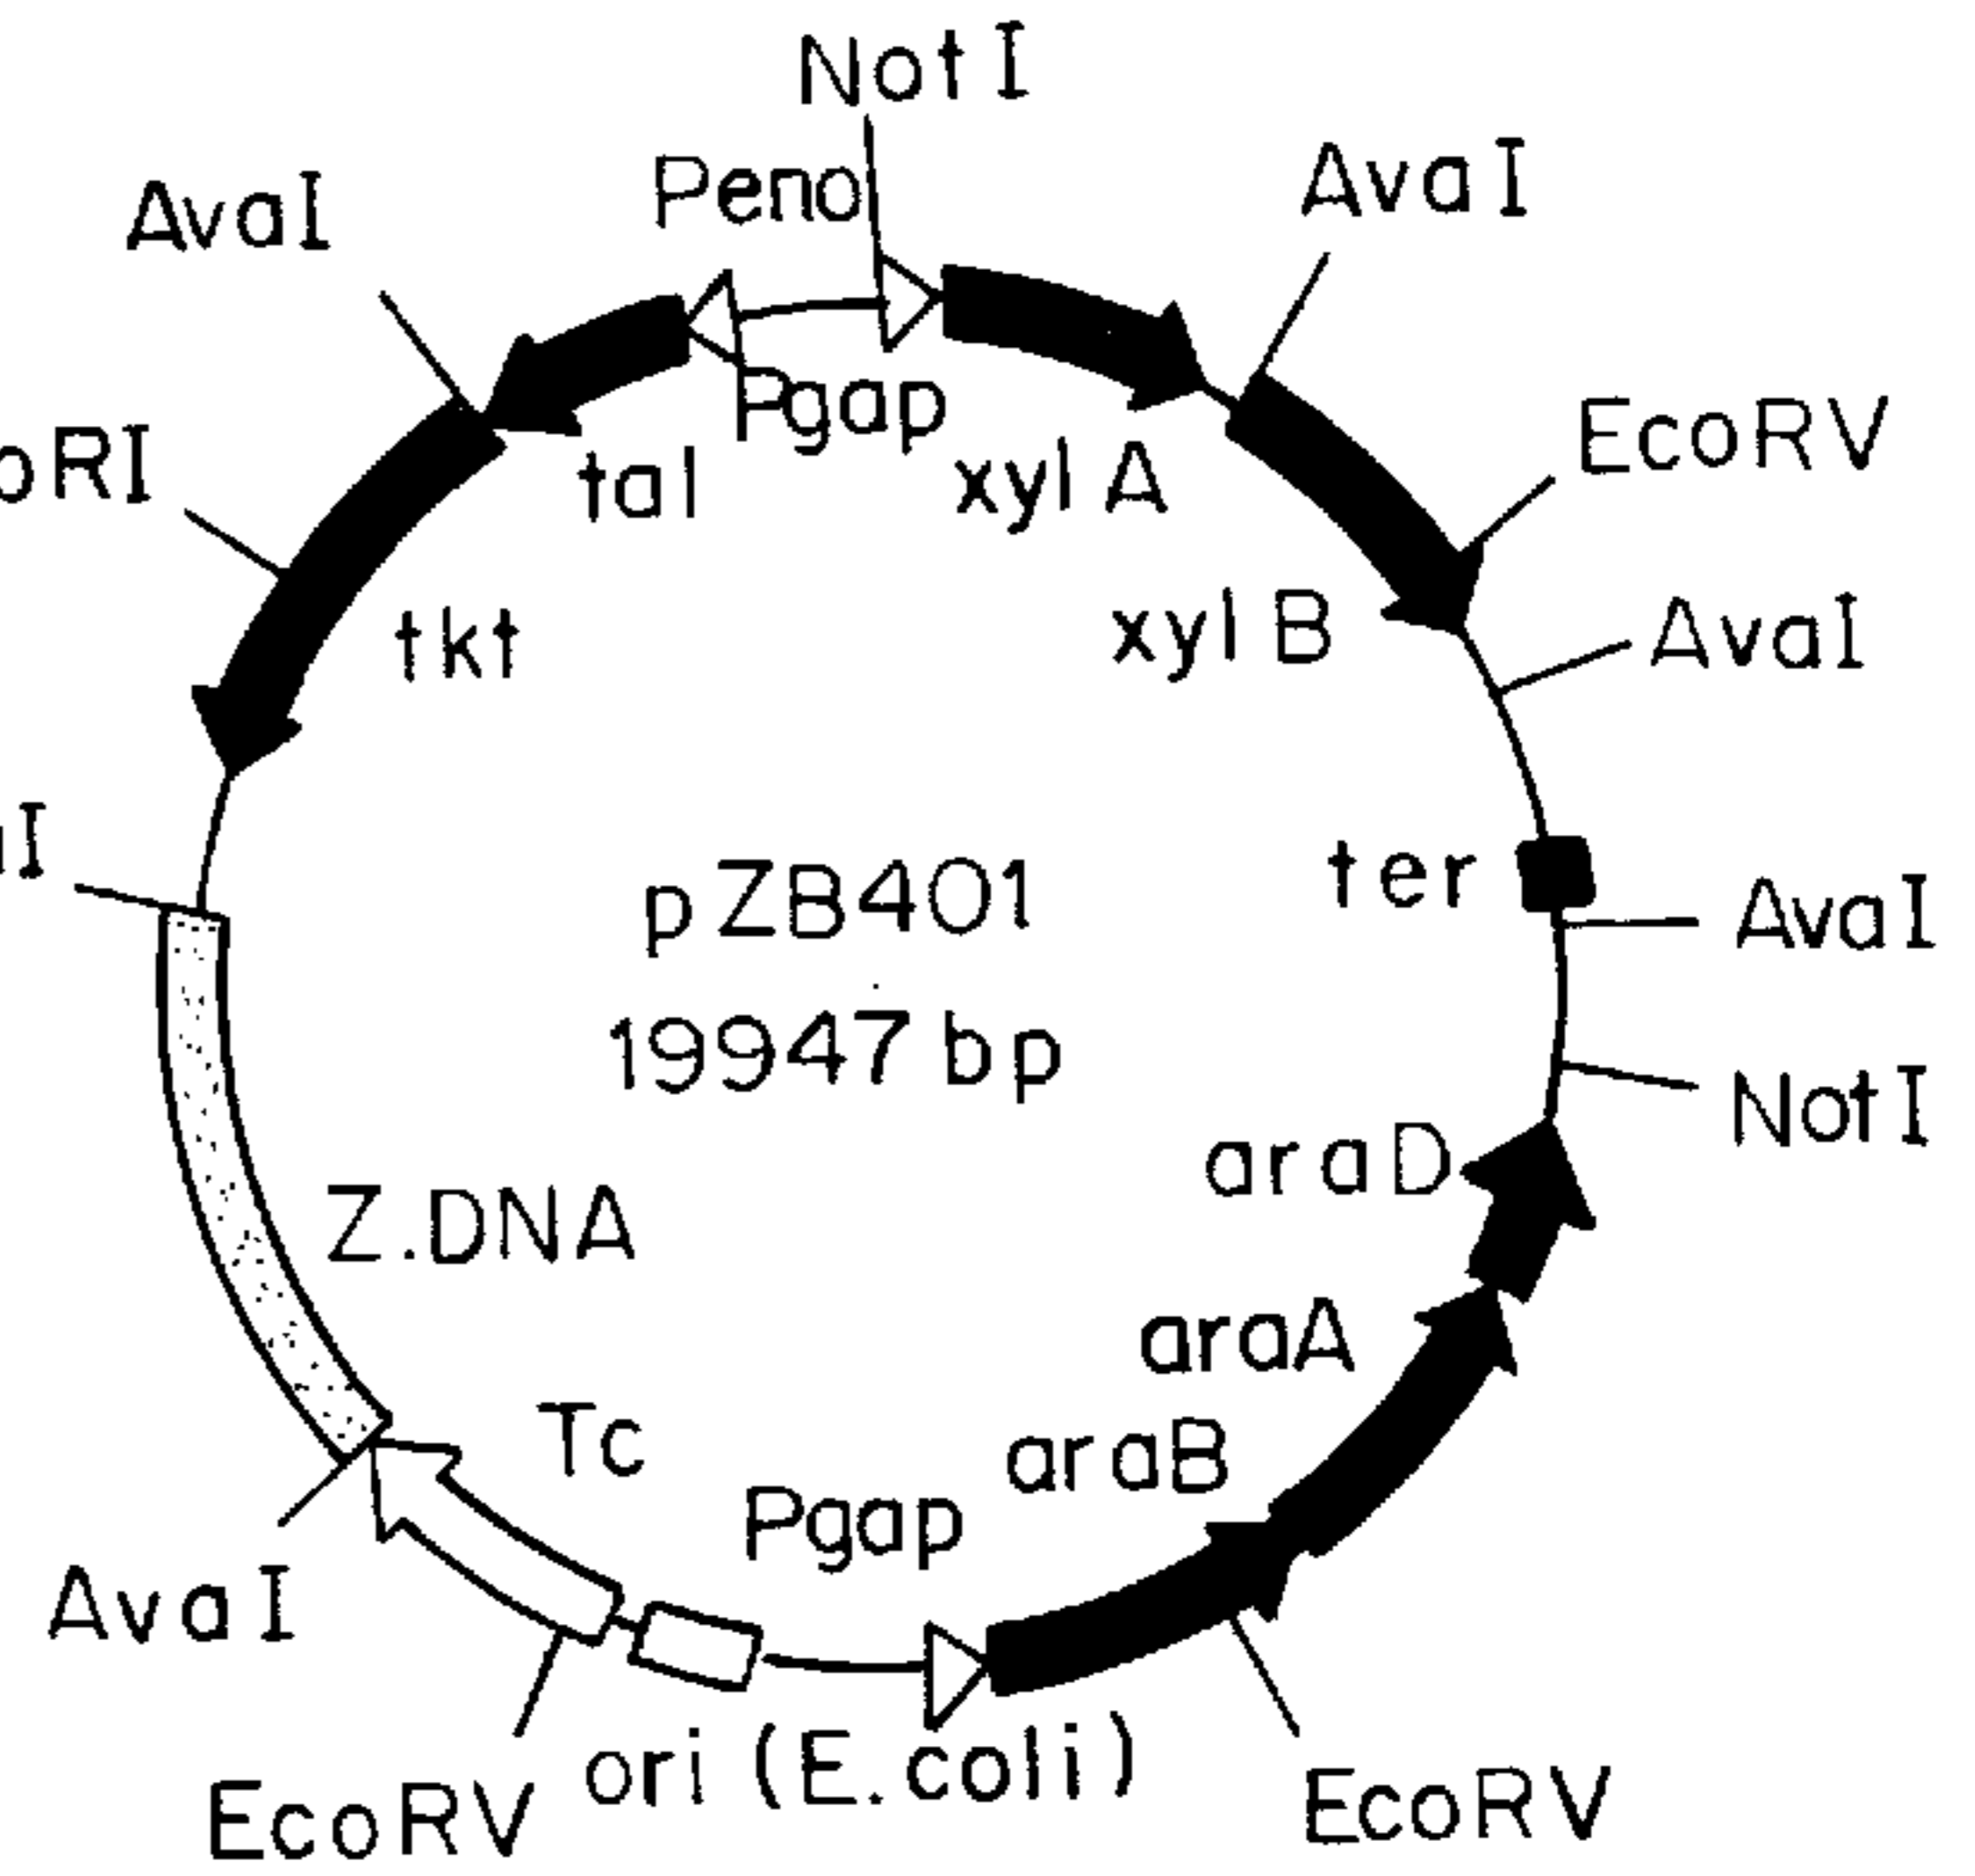 NotI
Peno
AvaI
AvaI
Pgap
EcoRV
oRI
tal
xylA
tkt
xylB
AvaI
I
pZB401
19947 bp
ter
AvaI
NotI
araD
Z.DNA
araA
Tc
araB
Pgap
AvaI
ori (E.coli)
EcoRV
EcoRV